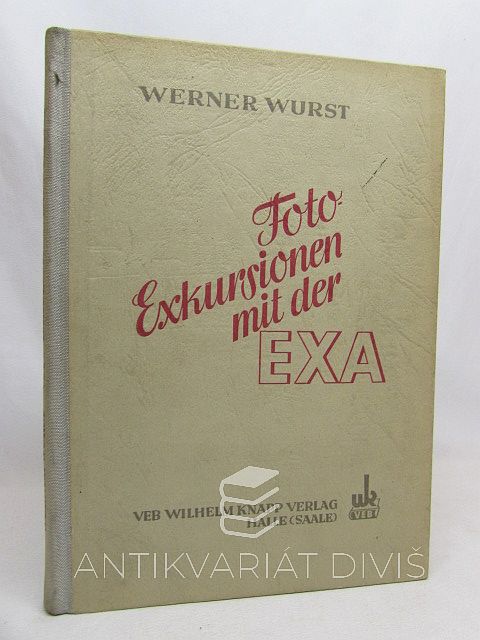 WERNER WURST
Foto-
Exkursionen
mit der
EXA
VEB WILHELM KNAPP VERLAG
HALLE (SAALE)
wk
VEB
ANTIKVARIÁT DIVIŠ